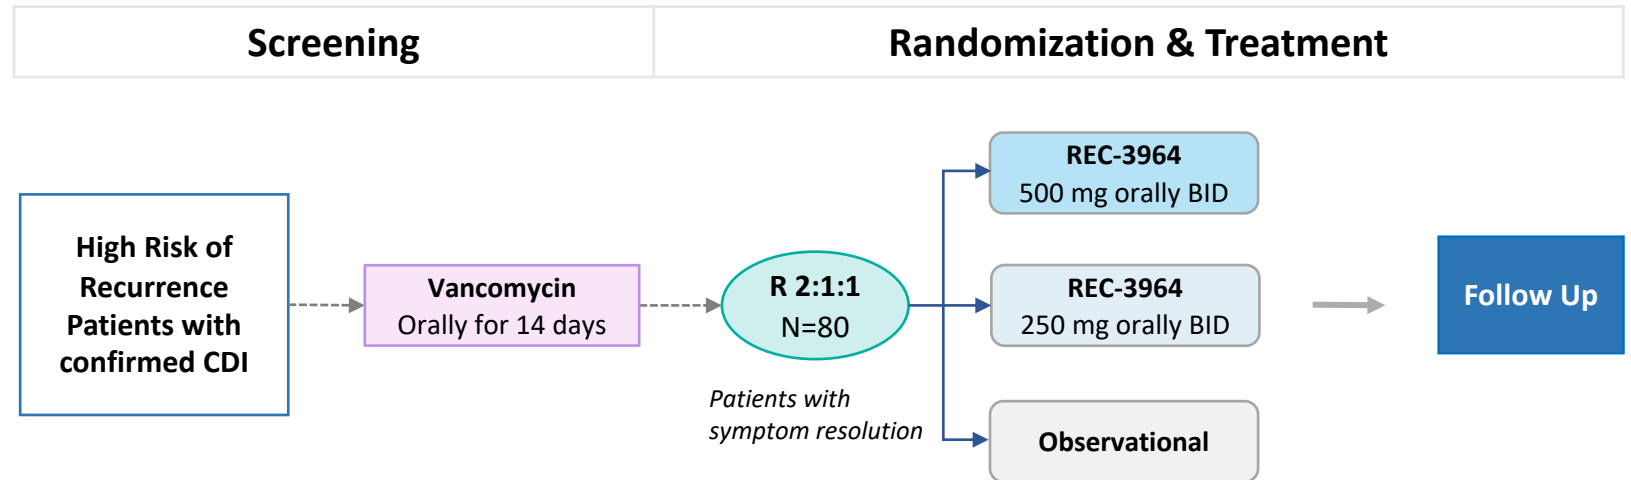 Screening
Randomization & Treatment
High Risk of
Recurrence
Patients with
confirmed CDI
Vancomycin
Orally for 14 days
R 2:1:1
N=80
Patients with
symptom resolution
REC-3964
500 mg orally BID
REC-3964
250 mg orally BID
Observational
Follow Up